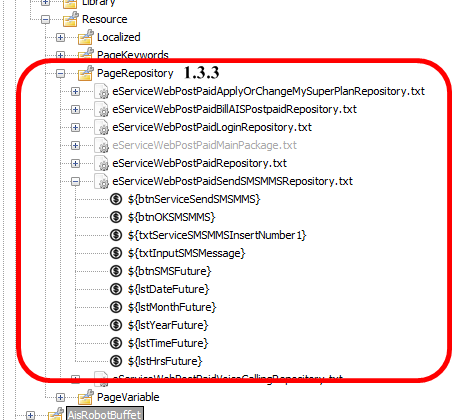 Library
Resource
Localized
PageKeywords
PageRepository 1.3.3
eServiceWebPostPaidApplyOrChangeMySuperPlanRepository.txt
eServiceWebPostPaidBillAISPostpaidRepository.txt
eServiceWebPostPaidLoginRepository.txt
eServiceWebPostPaidMainPackage.txt
eServiceWebPostPaidRepository.txt
eServiceWebPostPaidSendSMSMMSRepository.txt
${btnServiceSendSMSMMS}
${btnOKSMSMMS}
${txtServiceSMSMMSInsertNumber1}
${txtInputSMSMessage}
${btnSMSFuture}
${lstDateFuture}
${lstMonthFuture}
${lstYearFuture}
${lstTimeFuture}
${lstHrsFuture}
eServiceWebPostPaidVoiceCallingRepository.txt
PageVariable
AisRobotBuffet